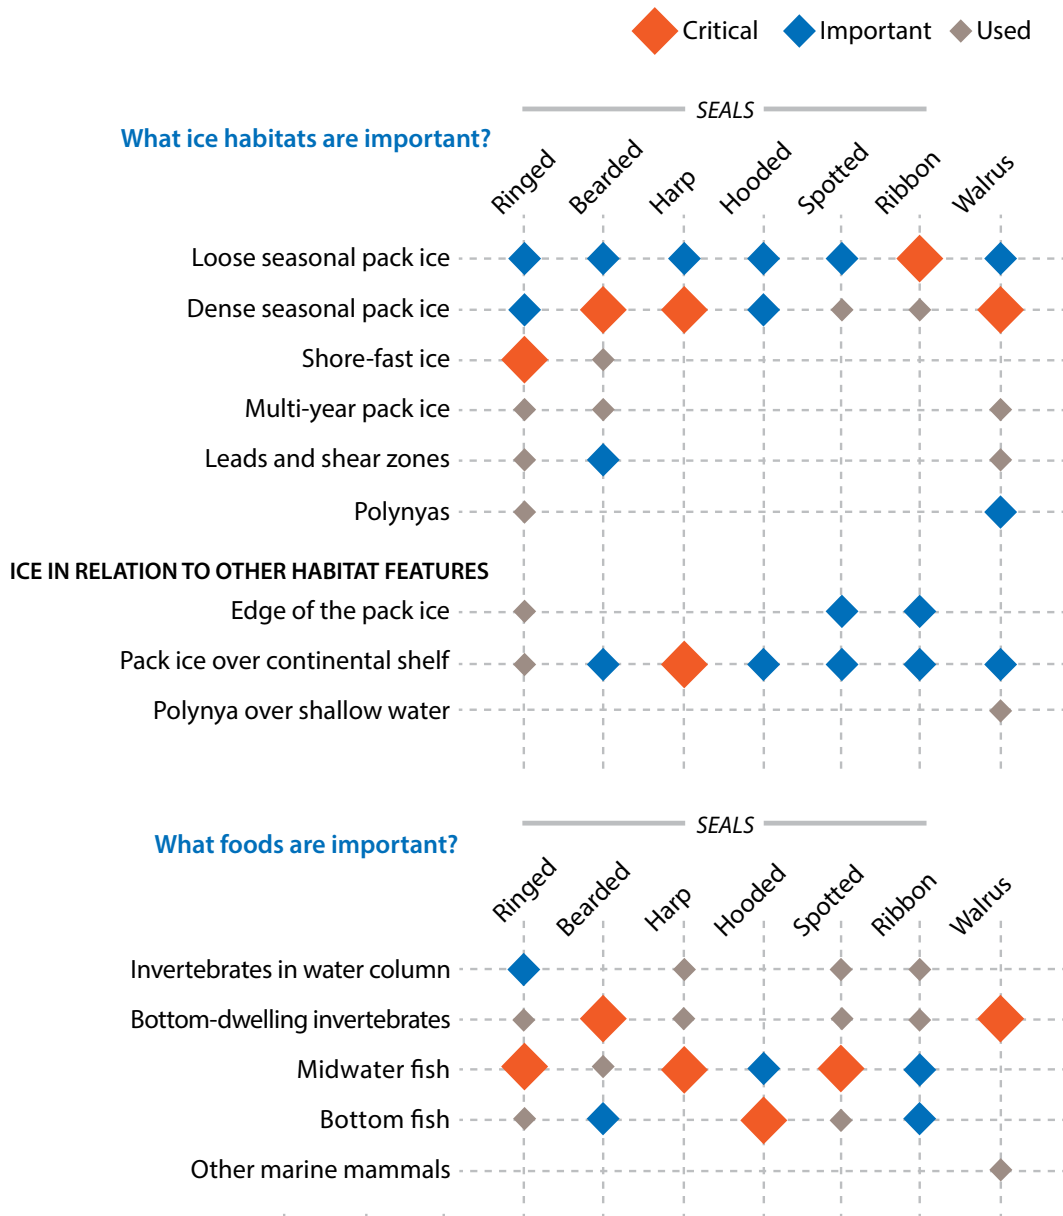 Critical Important Used
SEALS
What ice habitats are important?
Ringed Bearded Harp Hooded Spotted Ribbon Walrus
Loose seasonal pack ice
Dense seasonal pack ice
Shore-fast ice
Multi-year pack ice
Leads and shear zones
Polynyas
ICE IN RELATION TO OTHER HABITAT FEATURES
Edge of the pack ice
Pack ice over continental shelf
Polynya over shallow water
SEALS
What foods are important?
Ringed Bearded Harp Hooded Spotted Ribbon Walrus
Invertebrates in water column
Bottom-dwelling invertebrates
Midwater fish
Bottom fish
Other marine mammals